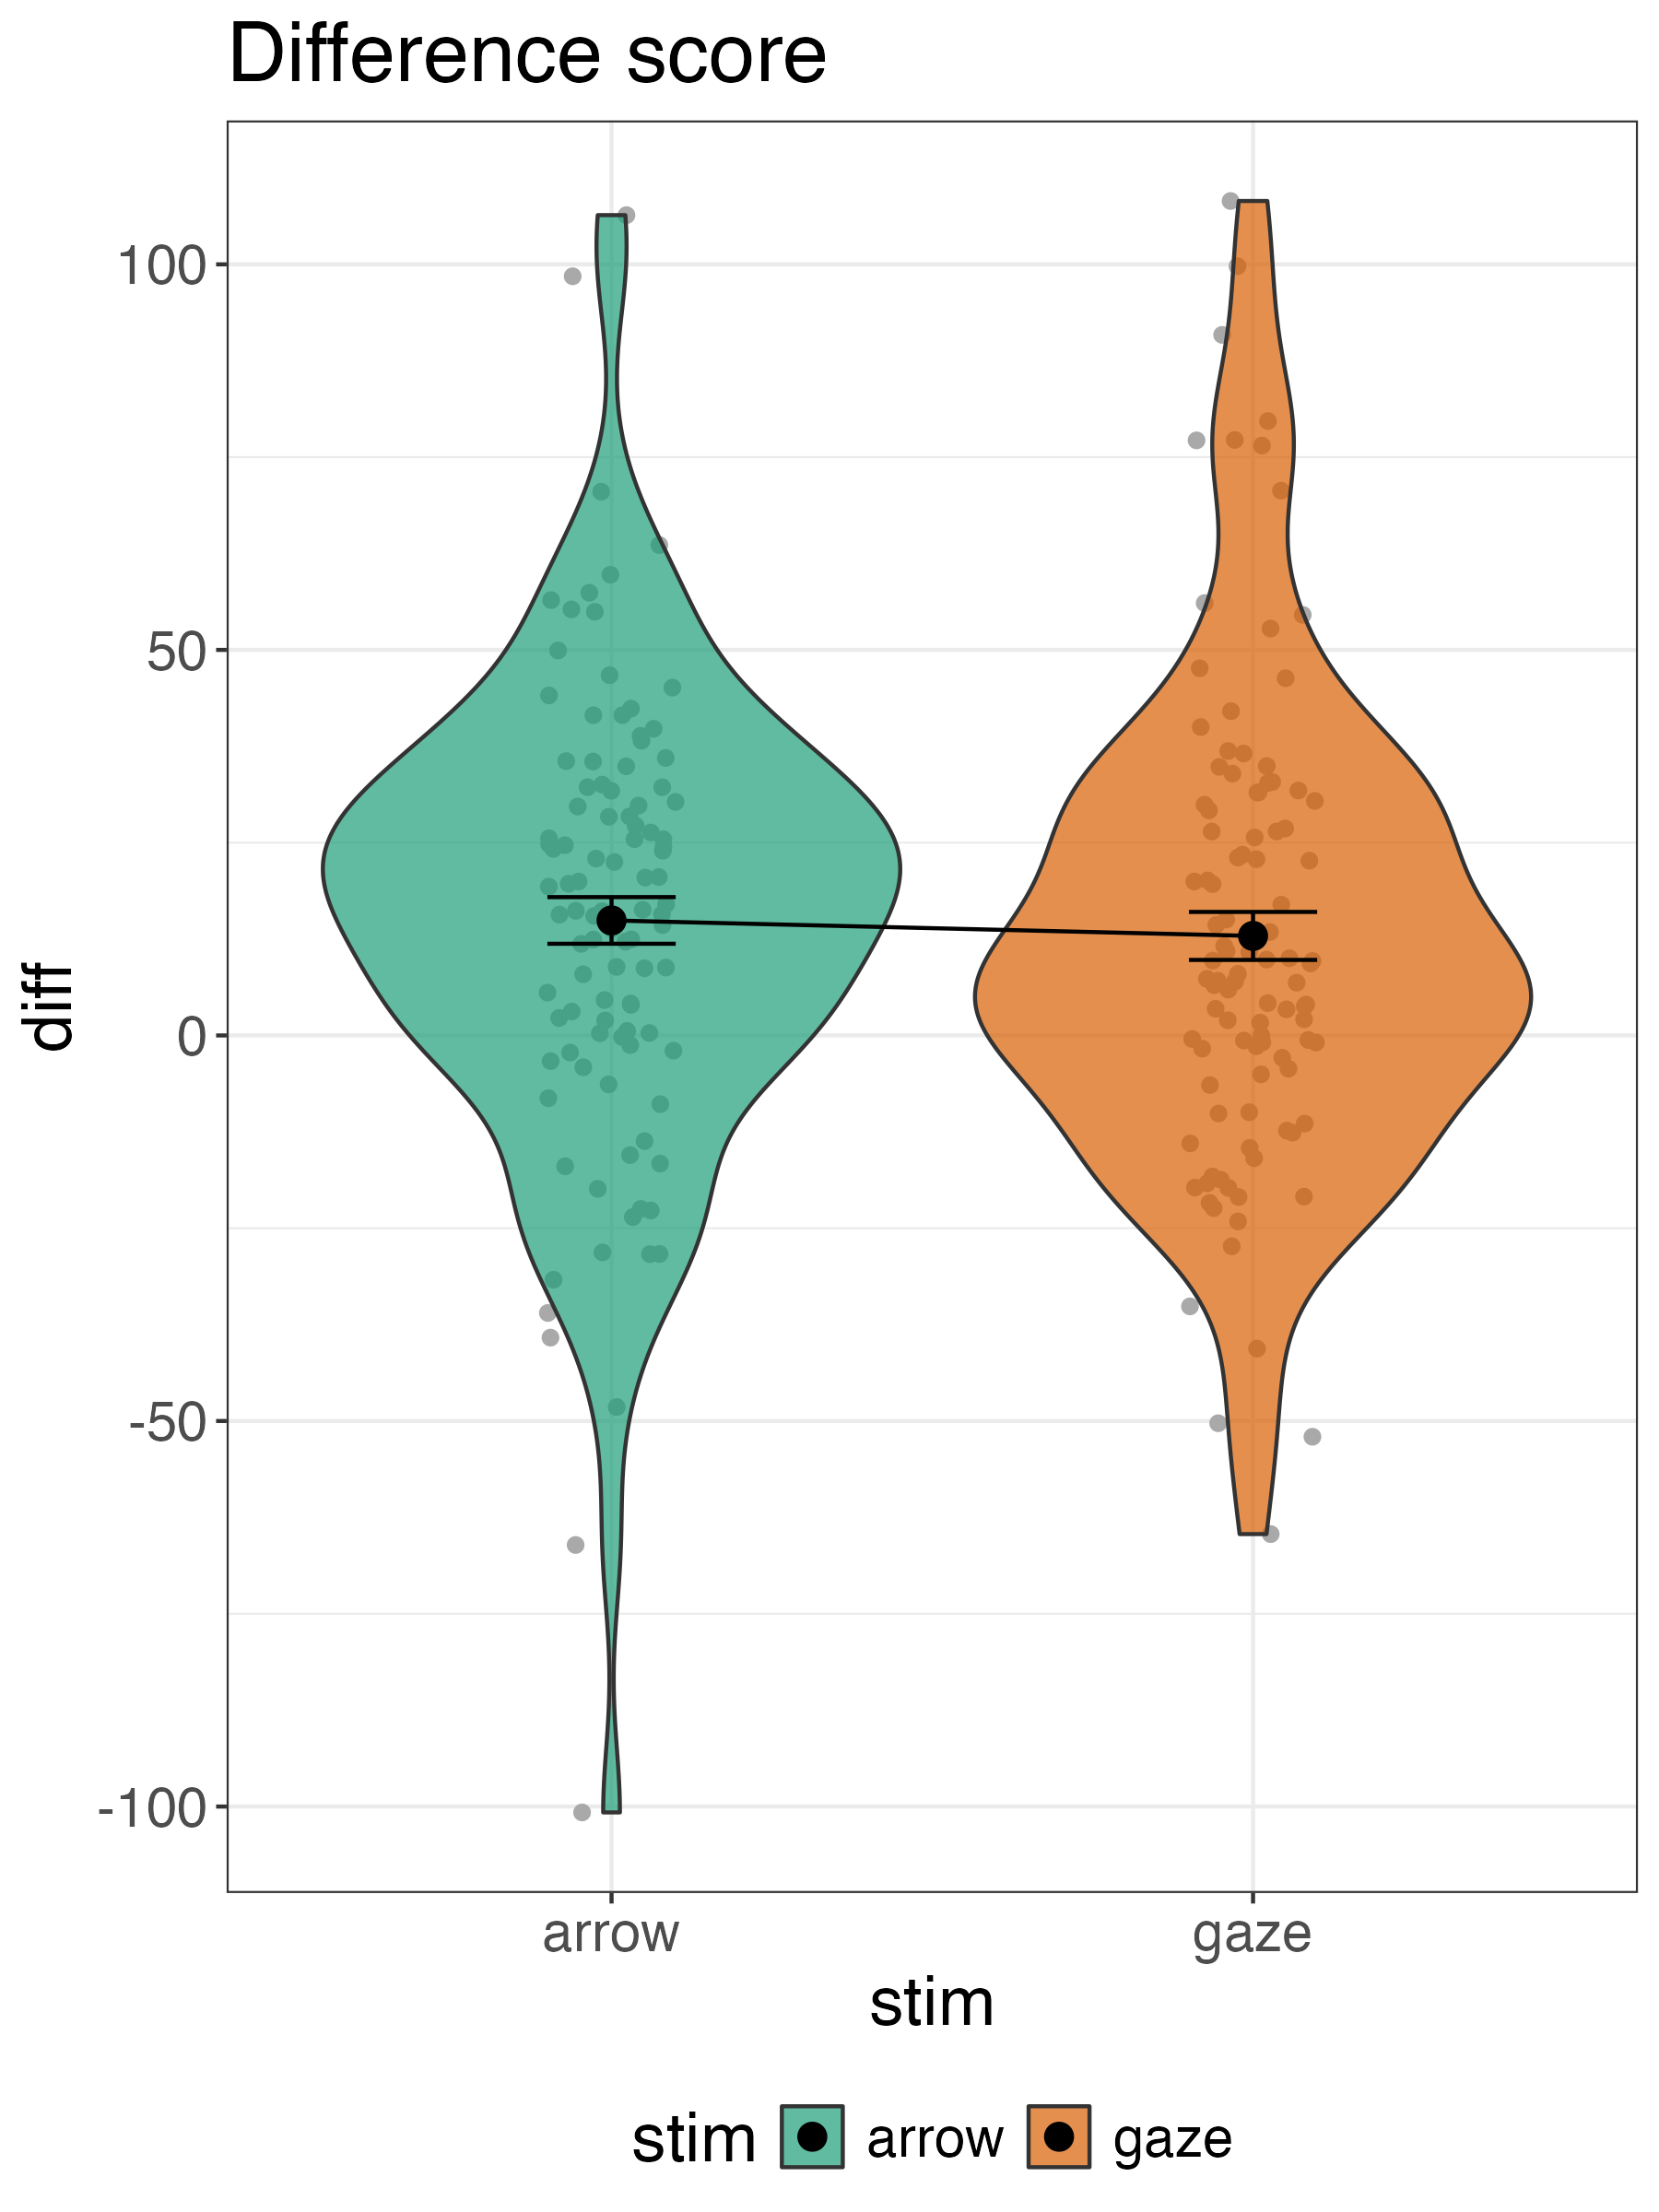 Difference score
diff
100
50
0
-50
-100
arrow gaze
stim
stim arrow gaze